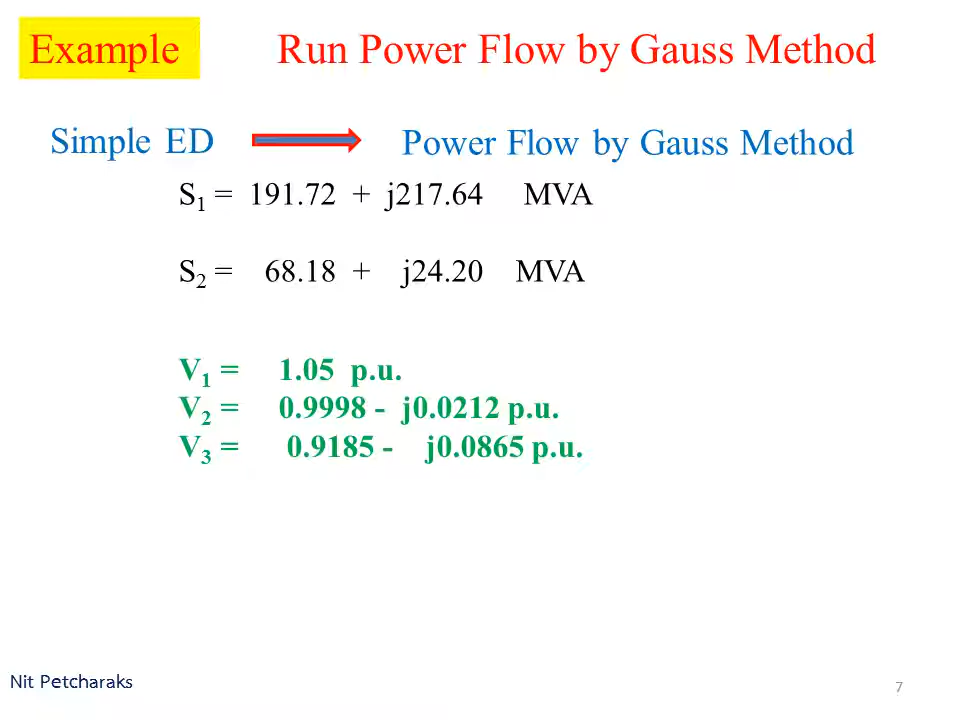 Example Run Power Flow by Gauss Method
Simple ED Power Flow by Gauss Method
S1 = 191.72 + j217.64 MVA
S2 = 68.18 + j24.20 MVA
V1 = 1.05 p.u.
V2 = 0.9998 - j0.0212 p.u.
V3 = 0.9185 - j0.0865 p.u.
Nit Petcharaks 7